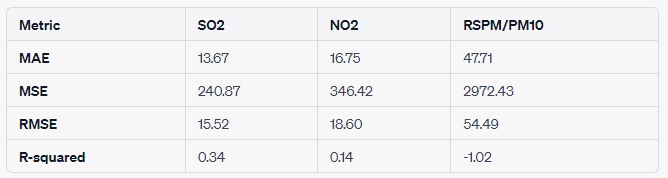 Metric SO2 NO2 RSPM/PM10
MAE 13.67 16.75 47.71
MSE 240.87 346.42 2972.43
RMSE 15.52 18.60 54.49
R-squared 0.34 0.14 -1.02